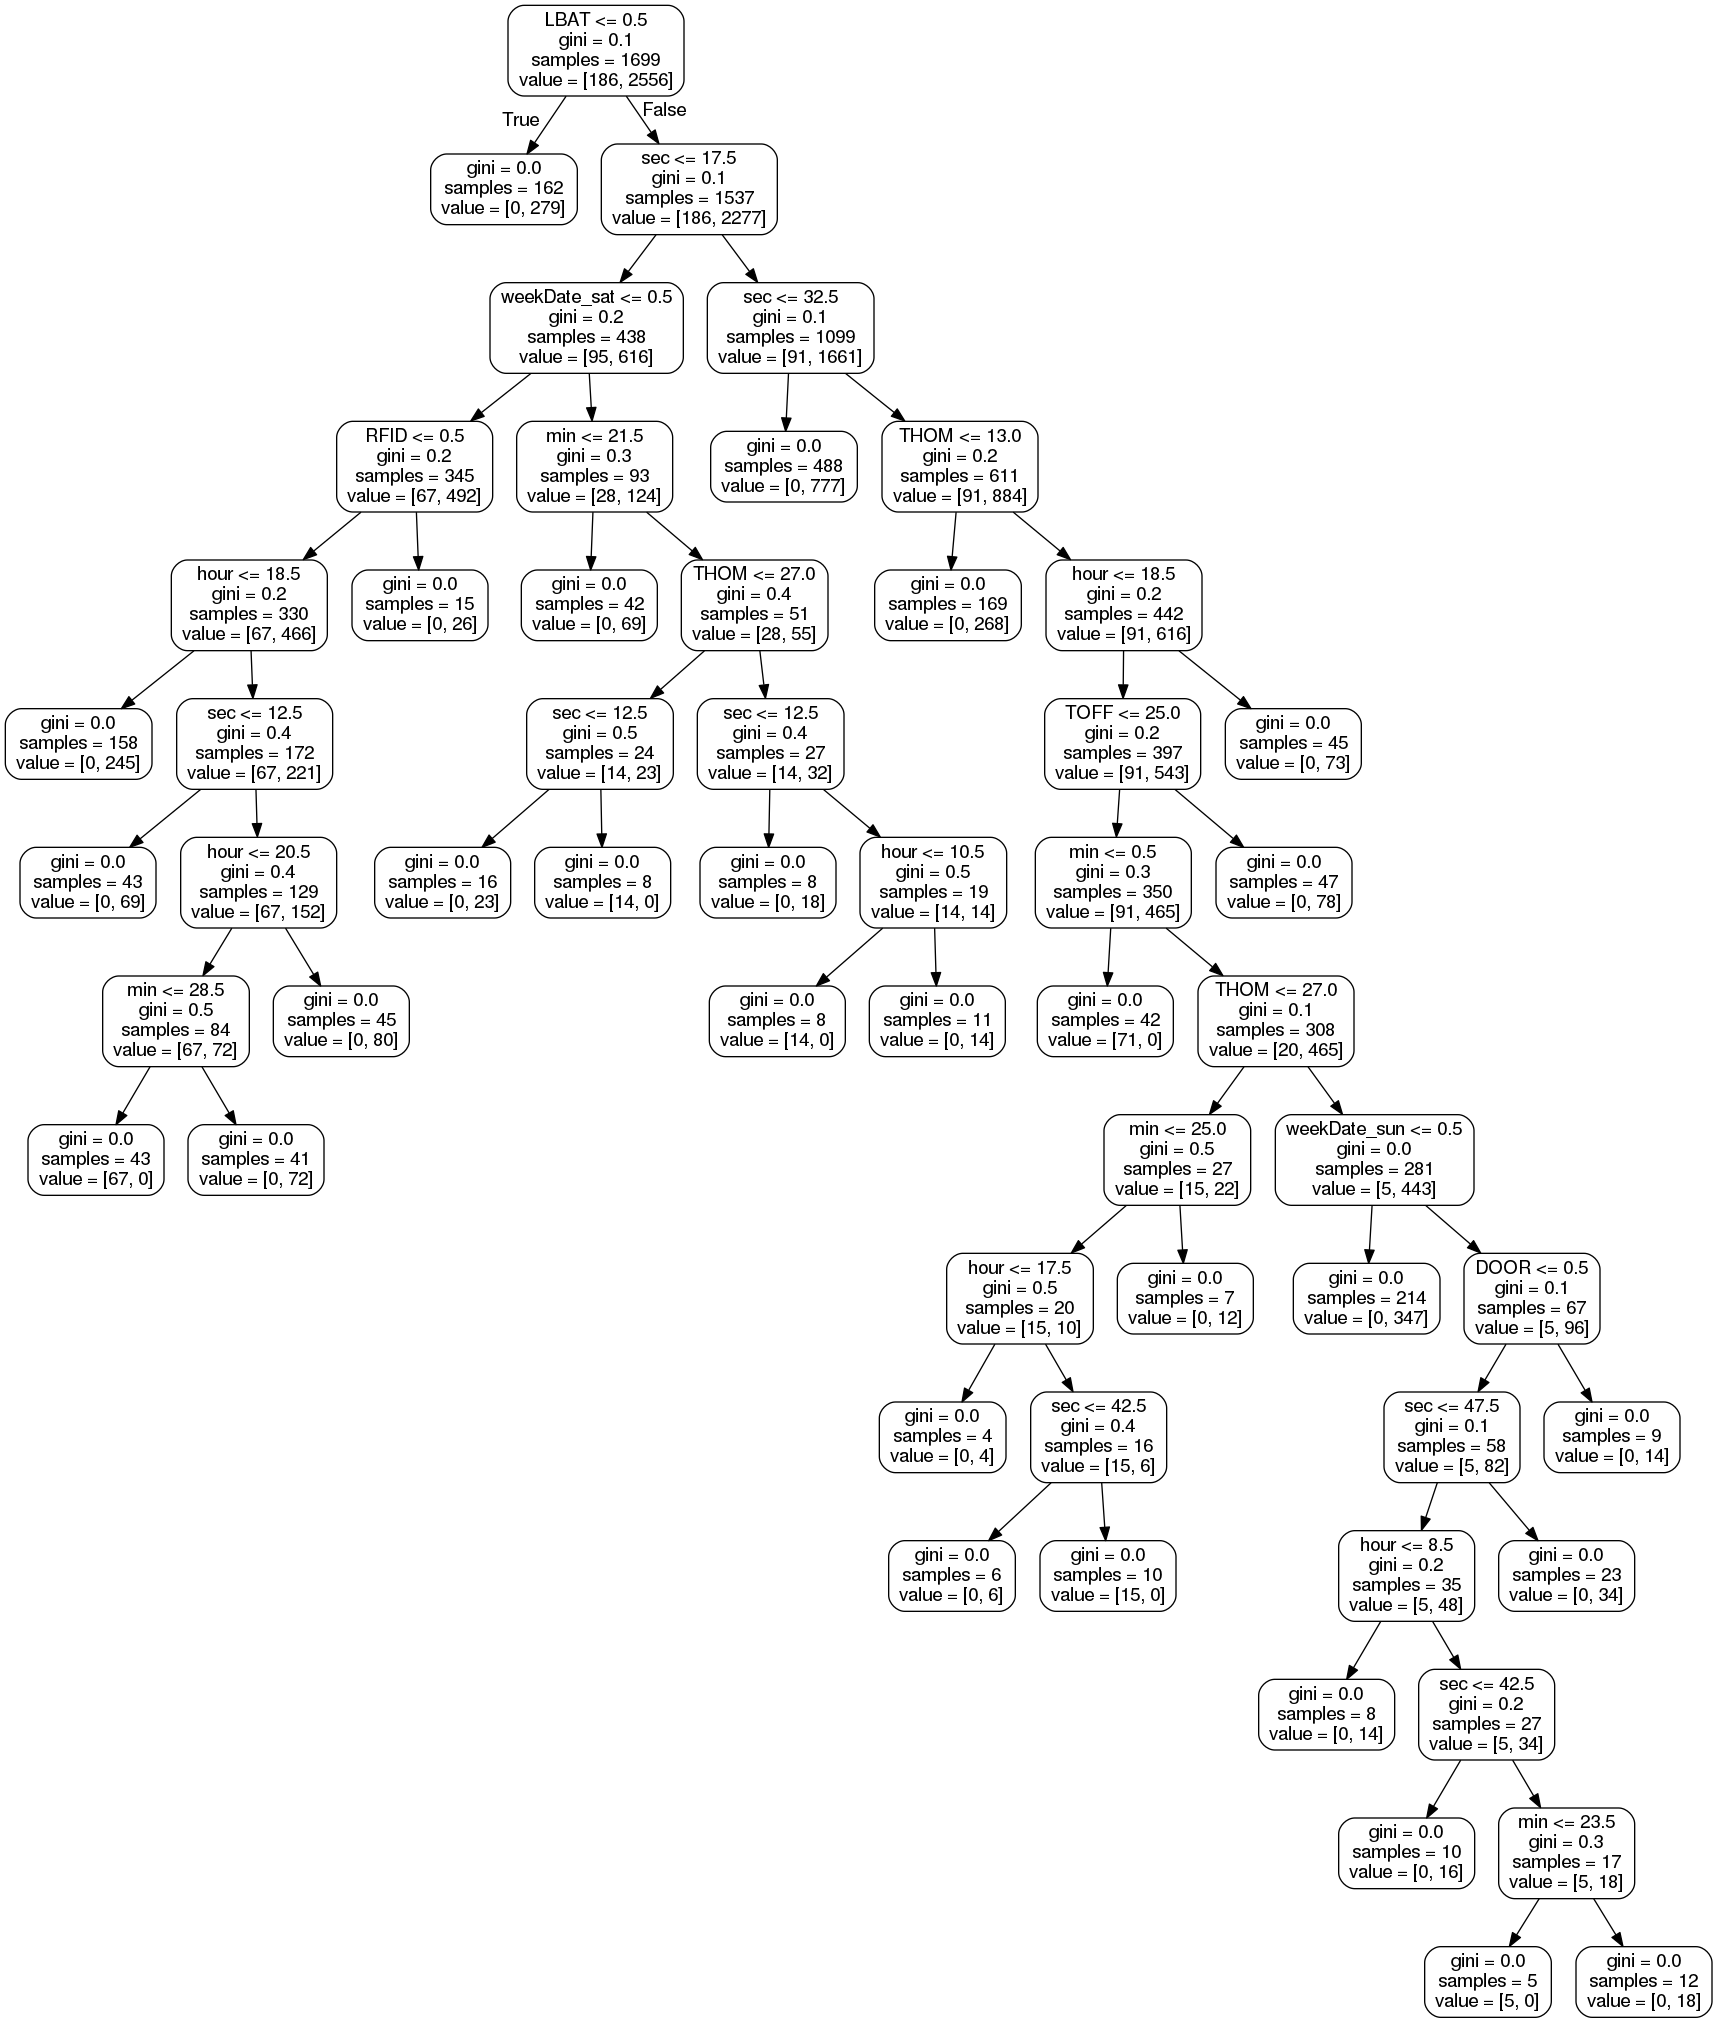 LBAT <= 0.5
gini = 0.1
samples = 1699
value = [186, 2556]
True
False
gini = 0.0
samples = 162
value = [0, 279]
sec <= 17.5
gini = 0.1
samples = 1537
value = [186, 2277]
weekDate_sat <= 0.5
gini = 0.2
samples = 438
value = [95, 616]
sec <= 32.5
gini = 0.1
samples = 1099
value = [91, 1661]
RFID <= 0.5
gini = 0.2
samples = 345
value = [67, 492]
min <= 21.5
gini = 0.3
samples = 93
value = [28, 124]
gini = 0.0
samples = 488
value = [0, 777]
THOM <= 13.0
gini = 0.2
samples = 611
value = [91, 884]
hour <= 18.5
gini = 0.2
samples = 330
value = [67, 466]
gini = 0.0
samples = 15
value = [0, 26]
gini = 0.0
samples = 42
value = [0, 69]
THOM <= 27.0
gini = 0.4
samples = 51
value = [28, 55]
gini = 0.0
samples = 169
value = [0, 268]
hour <= 18.5
gini = 0.2
samples = 442
value = [91, 616]
gini = 0.0
samples = 158
value = [0, 245]
sec <= 12.5
gini = 0.4
samples = 172
value = [67, 221]
sec <= 12.5
gini = 0.5
samples = 24
value = [14, 23]
sec <= 12.5
gini = 0.4
samples = 27
value = [14, 32]
TOFF <= 25.0
gini = 0.2
samples = 397
value = [91, 543]
gini = 0.0
samples = 45
value = [0, 73]
gini = 0.0
samples = 43
value = [0, 69]
hour <= 20.5
gini = 0.4
samples = 129
value = [67, 152]
gini = 0.0
samples = 16
value = [0, 23]
gini = 0.0
samples = 8
value = [14, 0]
gini = 0.0
samples = 8
value = [0, 18]
hour <= 10.5
gini = 0.5
samples = 19
value = [14, 14]
min <= 0.5
gini = 0.3
samples = 350
value = [91, 465]
gini = 0.0
samples = 47
value = [0, 78]
min <= 28.5
gini = 0.5
samples = 84
value = [67, 72]
gini = 0.0
samples = 45
value = [0, 80]
gini = 0.0
samples = 8
value = [14, 0]
gini = 0.0
samples = 11
value = [0, 14]
gini = 0.0
samples = 42
value = [71, 0]
THOM <= 27.0
gini = 0.1
samples = 308
value = [20, 465]
gini = 0.0
samples = 43
value = [67, 0]
gini = 0.0
samples = 41
value = [0, 72]
min <= 25.0
gini = 0.5
samples = 27
value = [15, 22]
weekDate_sun <= 0.5
gini = 0.0
samples = 281
value = [5, 443]
hour <= 17.5
gini = 0.5
samples = 20
value = [15, 10]
gini = 0.0
samples = 7
value = [0, 12]
gini = 0.0
samples = 214
value = [0, 347]
DOOR <= 0.5
gini = 0.1
samples = 67
value = [5, 96]
gini = 0.0
samples = 4
value = [0, 4]
sec <= 42.5
gini = 0.4
samples = 16
value = [15, 6]
sec <= 47.5
gini = 0.1
samples = 58
value = [5, 82]
gini = 0.0
samples = 9
value = [0, 14]
gini = 0.0
samples = 6
value = [0, 6]
gini = 0.0
samples = 10
value = [15, 0]
hour <= 8.5
gini = 0.2
samples = 35
value = [5, 48]
gini = 0.0
samples = 23
value = [0, 34]
gini = 0.0
samples = 8
value = [0, 14]
sec <= 42.5
gini = 0.2
samples = 27
value = [5, 34]
gini = 0.0
samples = 10
value = [0, 16]
min <= 23.5
gini = 0.3
samples = 17
value = [5, 18]
gini = 0.0
samples = 5
value = [5, 0]
gini = 0.0
samples = 12
value = [0, 18]